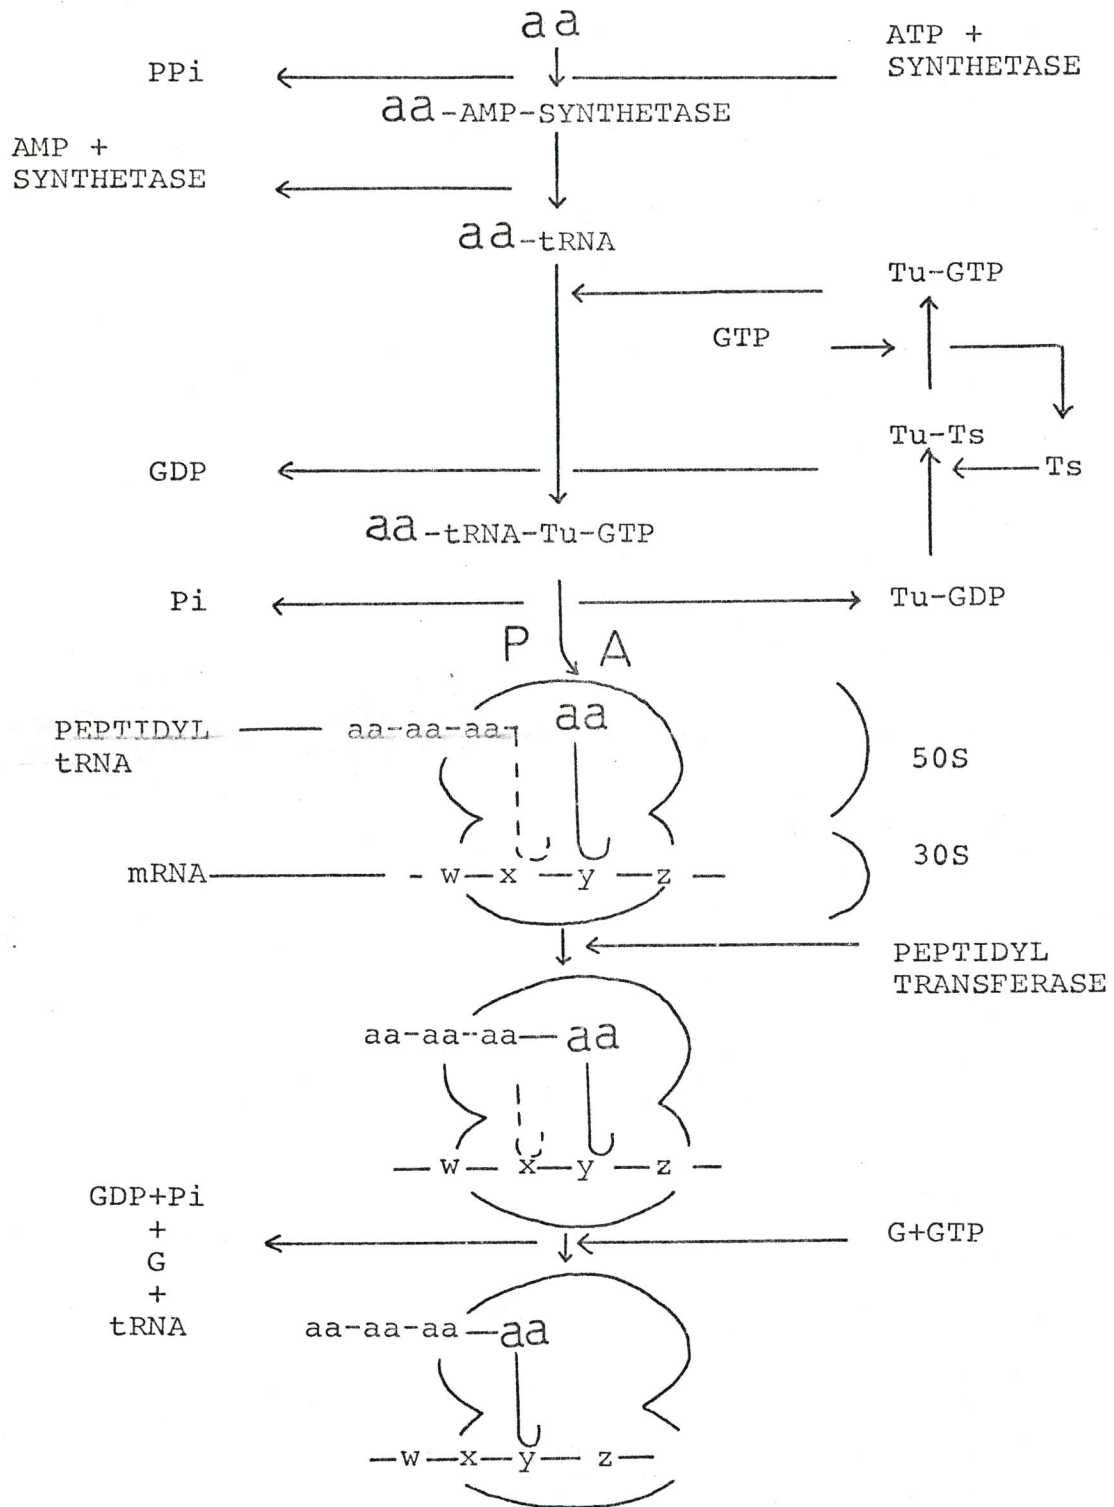 aa
ATP +
SYNTHETASE
PPi
aa-AMP-SYNTHETASE
AMP +
SYNTHETASE
aa-tRNA
Tu-GTP
GTP
Tu-Ts
Ts
GDP
aa-tRNA-Tu-GTP
Pi
Tu-GDP
P A
PEPTIDYL
tRNA
aa-aa-aa-
aa
50S
30S
mRNA
- w—x —y —z —
PEPTIDYL
TRANSFERASE
aa-aa-aa—aa
—w— x—y —z —
GDP+Pi
+
G
+
tRNA
G+GTP
aa-aa-aa—aa
—w—x—y— z—